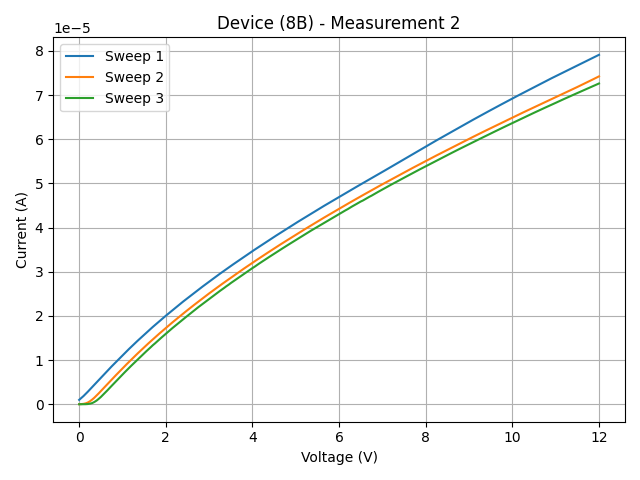 Device (8B) - Measurement 2
1e−5
Sweep 1
Sweep 2
Sweep 3
8
7
6
5
4
3
2
1
0
Current (A)
0 2 4 6 8 10 12
Voltage (V)